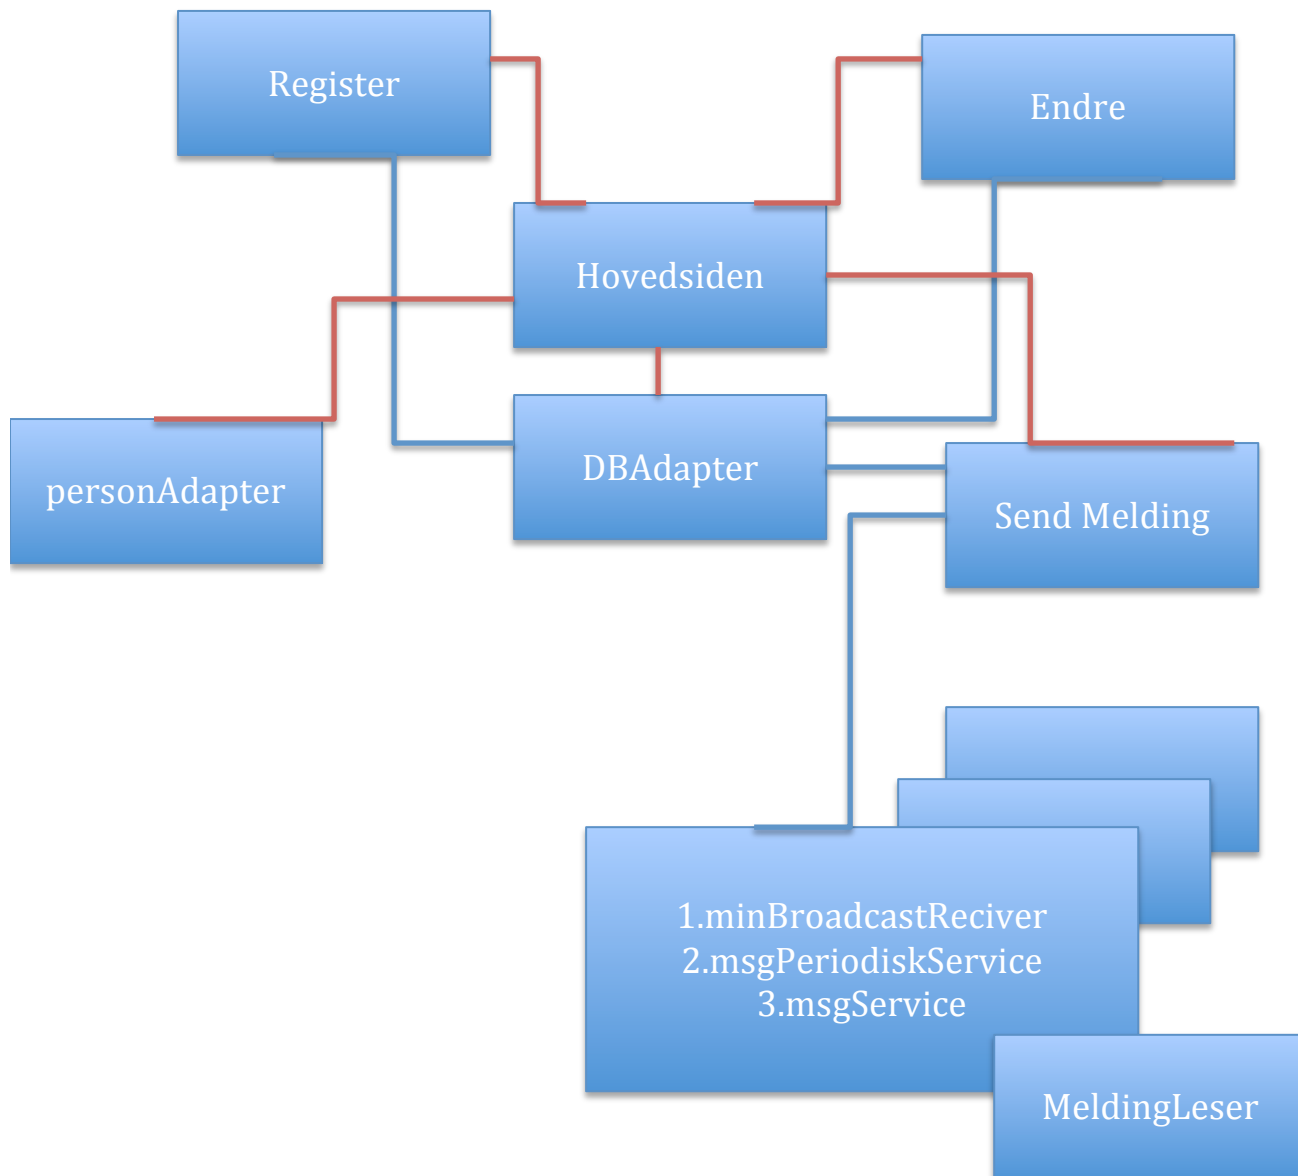 Register
Endre
Hovedsiden
DBAdapter
personAdapter
Send Melding
1.minBroadcastReciver
2.msgPeriodiskService
3.msgService
MeldingLeser